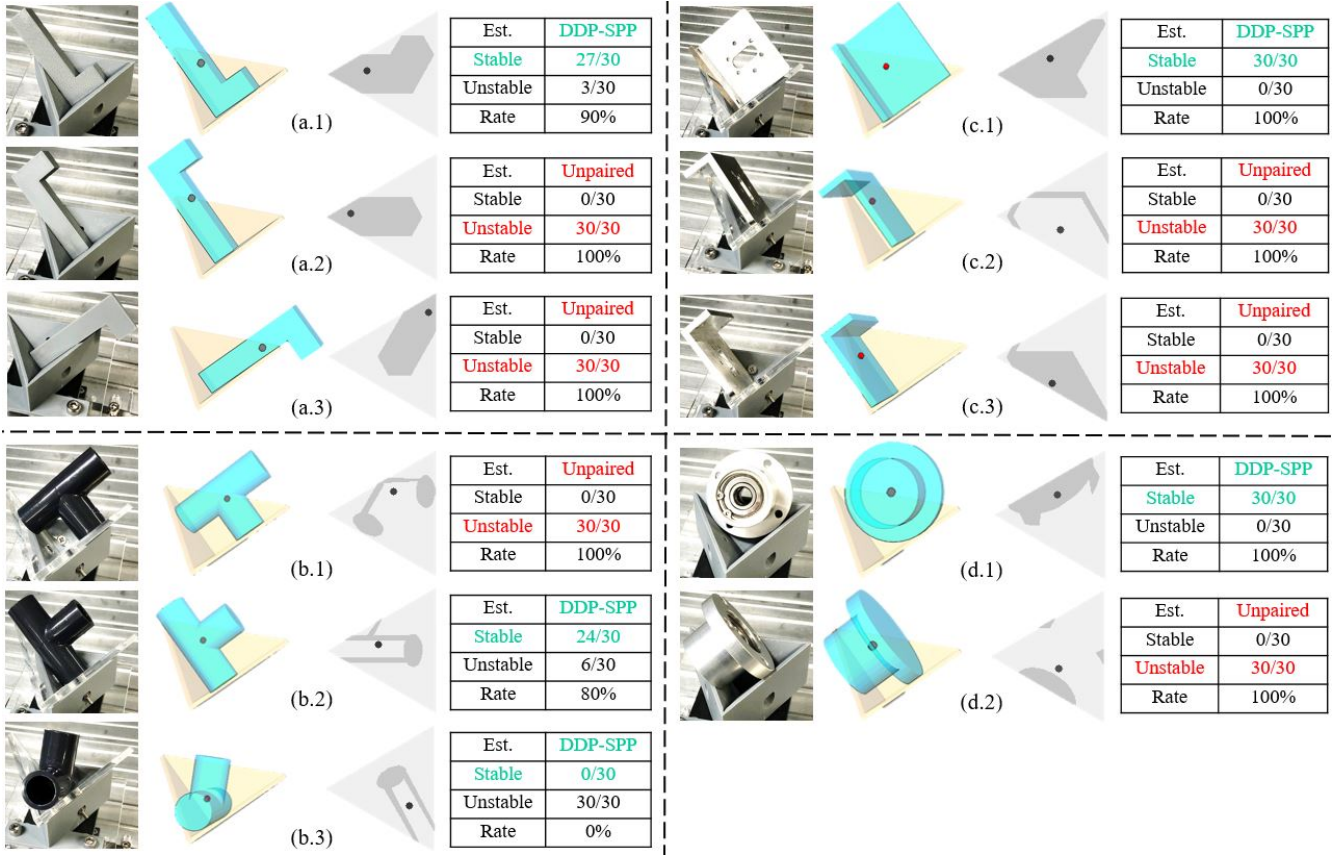 Est. DDP-SPP
Stable 27/30
Unstable 3/30
Rate 90%
(a.1)
Est. Unpaired
Stable 0/30
Unstable 30/30
Rate 100%
(a.2)
Est. Unpaired
Stable 0/30
Unstable 30/30
Rate 100%
(a.3)
Est. DDP-SPP
Stable 30/30
Unstable 0/30
Rate 100%
(c.1)
Est. Unpaired
Stable 0/30
Unstable 30/30
Rate 100%
(c.2)
Est. Unpaired
Stable 0/30
Unstable 30/30
Rate 100%
(c.3)
Est. Unpaired
Stable 0/30
Unstable 30/30
Rate 100%
(b.1)
Est. DDP-SPP
Stable 24/30
Unstable 6/30
Rate 80%
(b.2)
Est. DDP-SPP
Stable 0/30
Unstable 30/30
Rate 0%
(b.3)
Est. DDP-SPP
Stable 30/30
Unstable 0/30
Rate 100%
(d.1)
Est. Unpaired
Stable 0/30
Unstable 30/30
Rate 100%
(d.2)